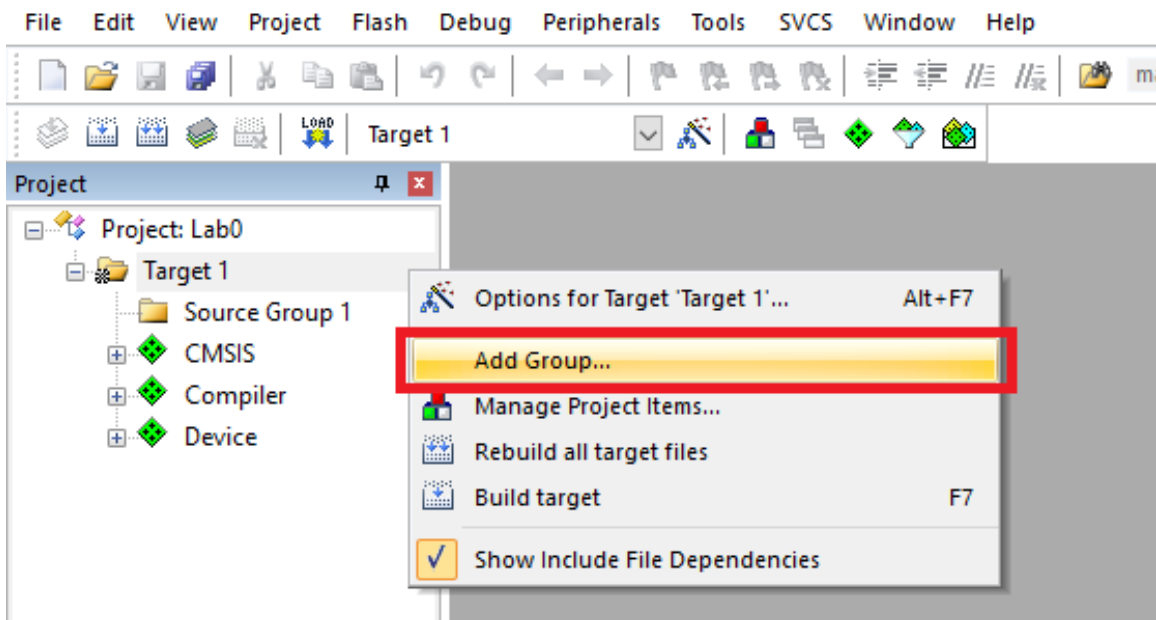 File Edit View Project Flash Debug Peripherals Tools SVCS Window Help
LOAD Target 1
Project
Project: Lab0
Target 1
Source Group 1
CMSIS
Compiler
Device
Options for Target 'Target 1'... Alt+F7
Add Group...
Manage Project Items...
Rebuild all target files
Build target F7
Show Include File Dependencies